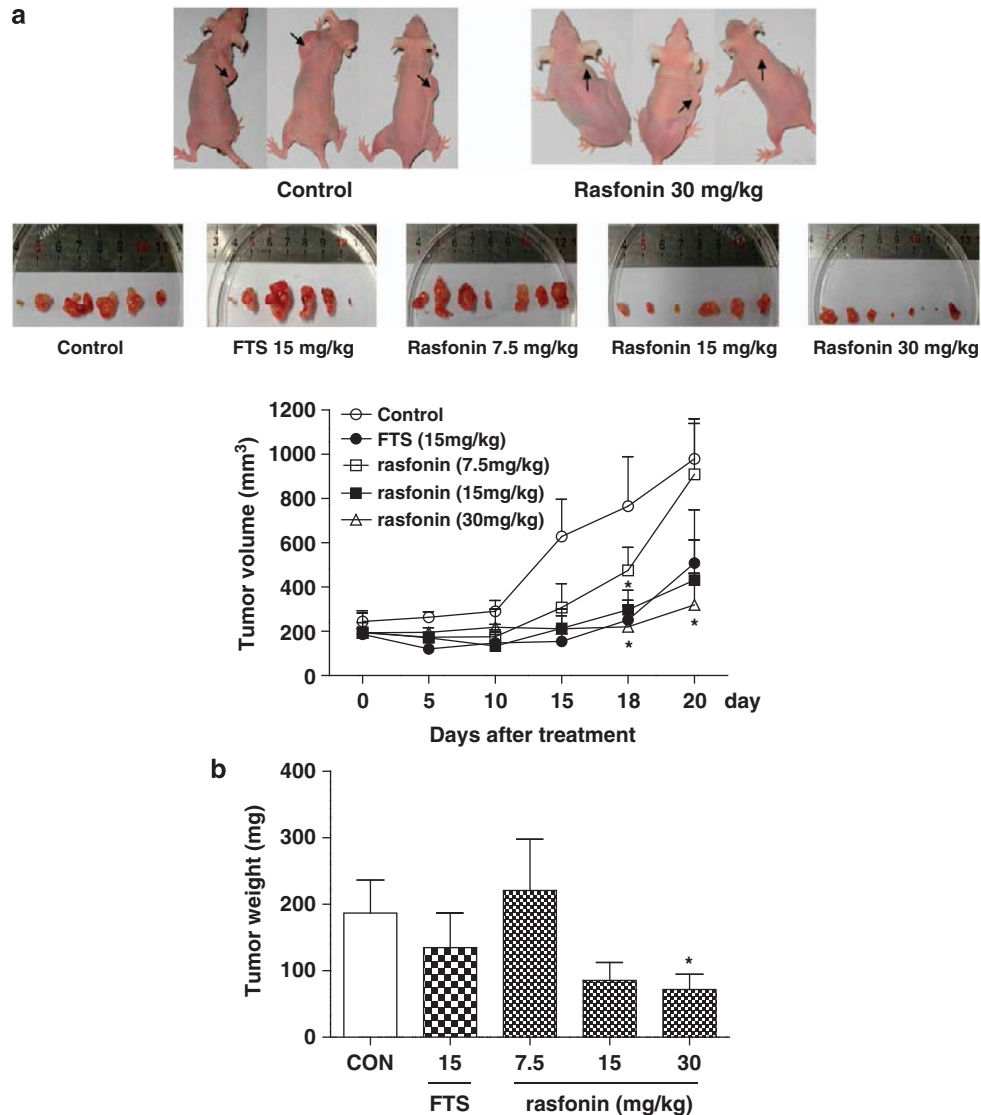 a
Control
Rasfonin 30 mg/kg
Control
FTS 15 mg/kg
Rasfonin 7.5 mg/kg
Rasfonin 15 mg/kg
Rasfonin 30 mg/kg
1200
1000
800
600
400
200
0
Tumor volume (mm³)
Control
FTS (15mg/kg)
rasfonin (7.5mg/kg)
rasfonin (15mg/kg)
rasfonin (30mg/kg)
*
*
*
0 5 10 15 18 20 day
Days after treatment
b
400
300
200
100
0
Tumor weight (mg)
*
CON 15 7.5 15 30
FTS rasfonin (mg/kg)